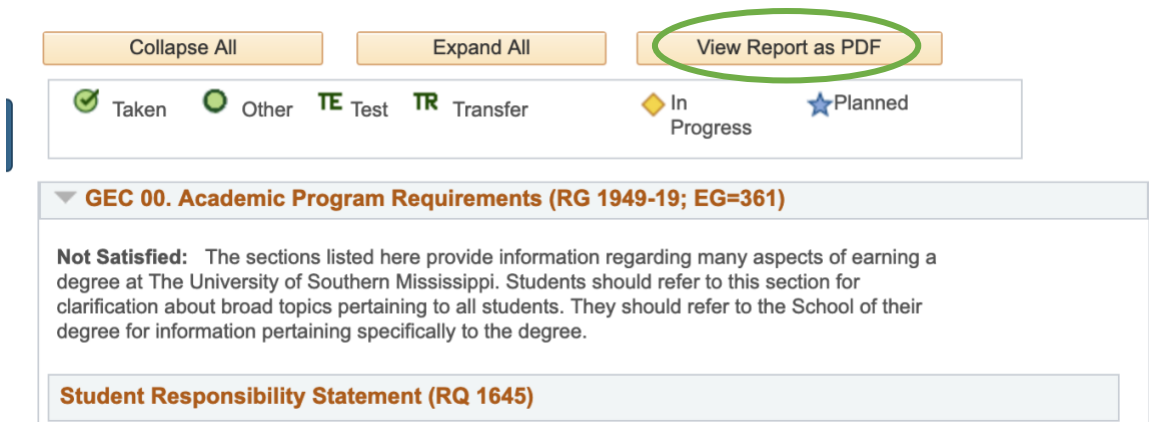 Collapse All Expand All View Report as PDF
Taken Other TE Test TR Transfer In Progress Planned
GEC 00. Academic Program Requirements (RG 1949-19; EG=361)
Not Satisfied: The sections listed here provide information regarding many aspects of earning a
degree at The University of Southern Mississippi. Students should refer to this section for
clarification about broad topics pertaining to all students. They should refer to the School of their
degree for information pertaining specifically to the degree.
Student Responsibility Statement (RQ 1645)